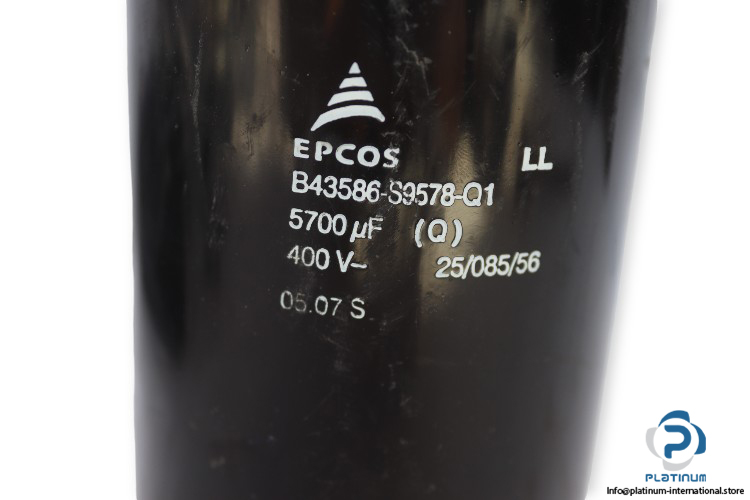 EPCOS LL
B43586-S9578-Q1
5700 µF (Q)
400 V~ 25/085/56
05.07 S
PLATINUM
Info@platinum-international.store